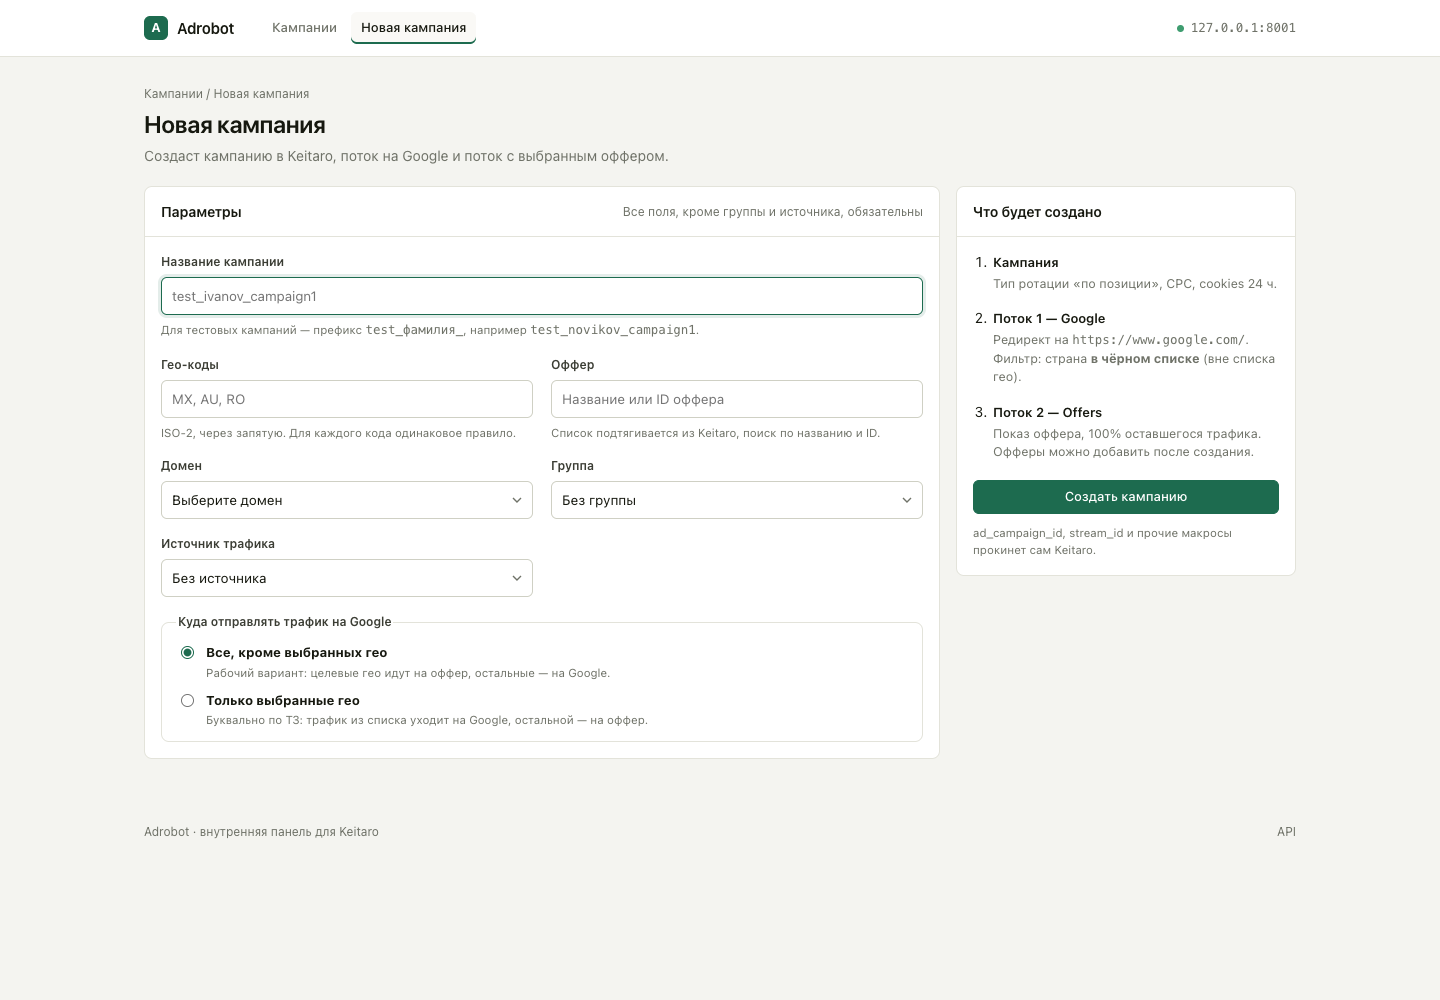 A Adrobot Кампании Новая кампания 127.0.0.1:8001
Кампании / Новая кампания
Новая кампания
Создаст кампанию в Keitaro, поток на Google и поток с выбранным оффером.
Параметры Все поля, кроме группы и источника, обязательны
Название кампании
test_ivanov_campaign1
Для тестовых кампаний — префикс test_фамилия_, например test_novikov_campaign1.
Гео-коды Оффер
MX, AU, RO Название или ID оффера
ISO-2, через запятую. Для каждого кода одинаковое правило. Список подтягивается из Keitaro, поиск по названию и ID.
Домен Группа
Выберите домен Без группы
Источник трафика
Без источника
Куда отправлять трафик на Google
Все, кроме выбранных гео
Рабочий вариант: целевые гео идут на оффер, остальные — на Google.
Только выбранные гео
Буквально по ТЗ: трафик из списка уходит на Google, остальной — на оффер.
Что будет создано
1. Кампания
Тип ротации «по позиции», CPC, cookies 24 ч.
2. Поток 1 — Google
Редирект на https://www.google.com/.
Фильтр: страна в чёрном списке (вне списка
гео).
3. Поток 2 — Offers
Показ оффера, 100% оставшегося трафика.
Офферы можно добавить после создания.
Создать кампанию
ad_campaign_id, stream_id и прочие макросы
прокинет сам Keitaro.
Adrobot · внутренняя панель для Keitaro API